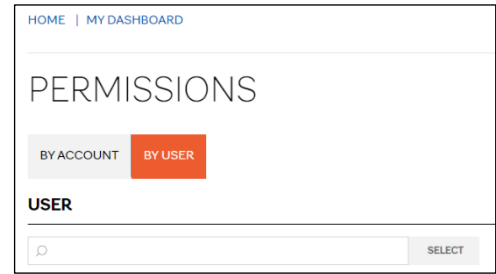 HOME | MY DASHBOARD
PERMISSIONS
BY ACCOUNT BY USER
USER
SELECT